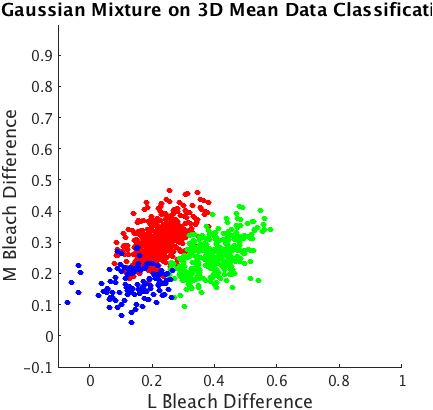 Gaussian Mixture on 3D Mean Data Classificati
0.9
0.8
0.7
0.6
0.5
0.4
0.3
0.2
0.1
0
-0.1
M Bleach Difference
0 0.2 0.4 0.6 0.8 1
L Bleach Difference